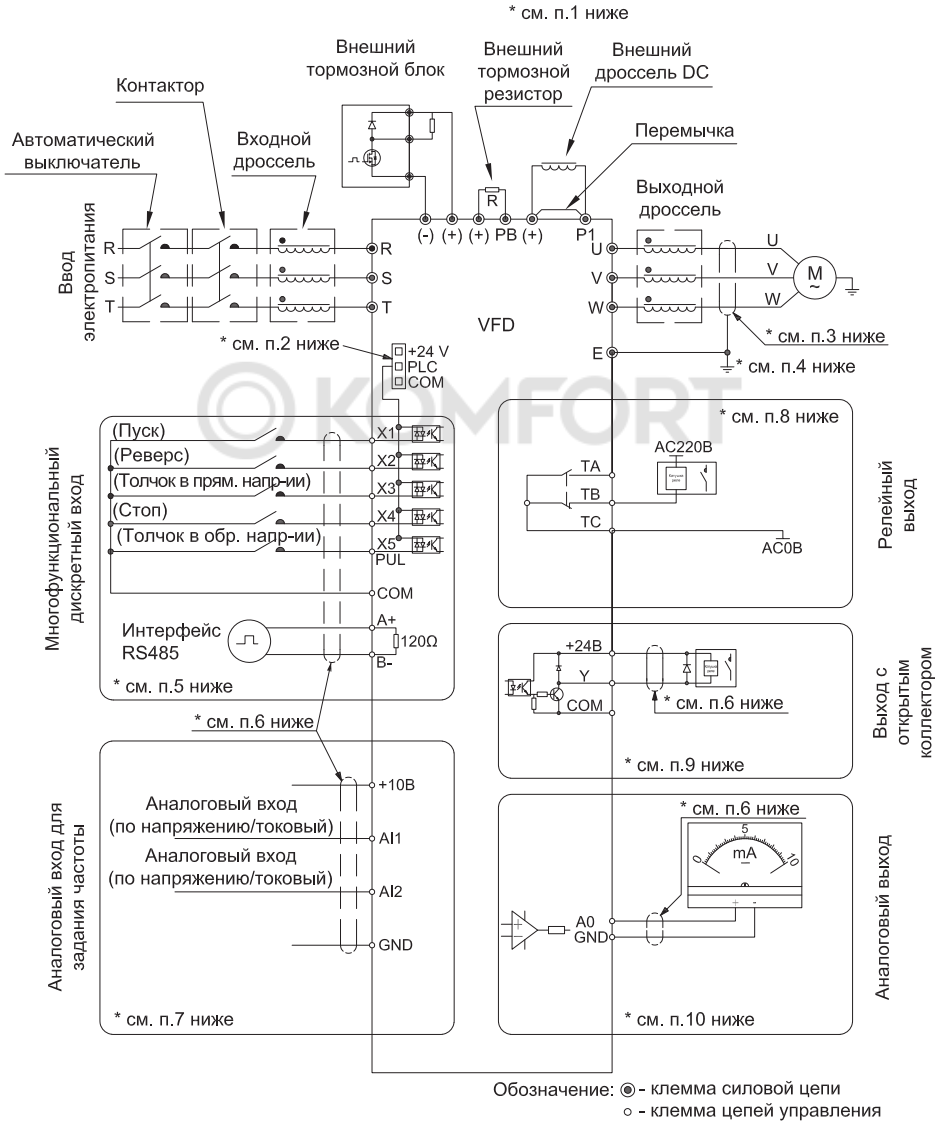 * см. п.1 ниже
Внешний
тормозной блок
Внешний
тормозной
резистор
Внешний
дроссель DC
Контактор
Перемычка
Автоматический
выключатель
Входной
дроссель
Выходной
дроссель
R
(-) (+) (+) PB (+) P1
Ввод
электропитания
R
S
T
R
S
T
U
V
W
E
U
V
W
M
~
VFD
* см. п.2 ниже
* см. п.3 ниже
* см. п.4 ниже
+24 V
PLC
COM
KOMFORT
Многофункциональный
дискретный вход
(Пуск)
(Реверс)
(Толчок в прям. напр-ии)
(Стоп)
(Толчок в обр. напр-ии)
X1
X2
X3
X4
X5
PUL
COM
A+
B-
120Ω
Интерфейс
RS485
* см. п.5 ниже
* см. п.6 ниже
* см. п.8 ниже
AC220В
TA
TB
TC
AC0В
Релейный
выход
+24В
Y
COM
* см. п.6 ниже
* см. п.9 ниже
Выход с
открытым
коллектором
Аналоговый вход для
задания частоты
+10В
Аналоговый вход
(по напряжению/токовый)
AI1
Аналоговый вход
(по напряжению/токовый)
AI2
GND
* см. п.7 ниже
* см. п.6 ниже
0
5
10
mA
+ -
A0
GND
* см. п.10 ниже
Аналоговый выход
Обозначение: - клемма силовой цепи
- клемма цепей управления